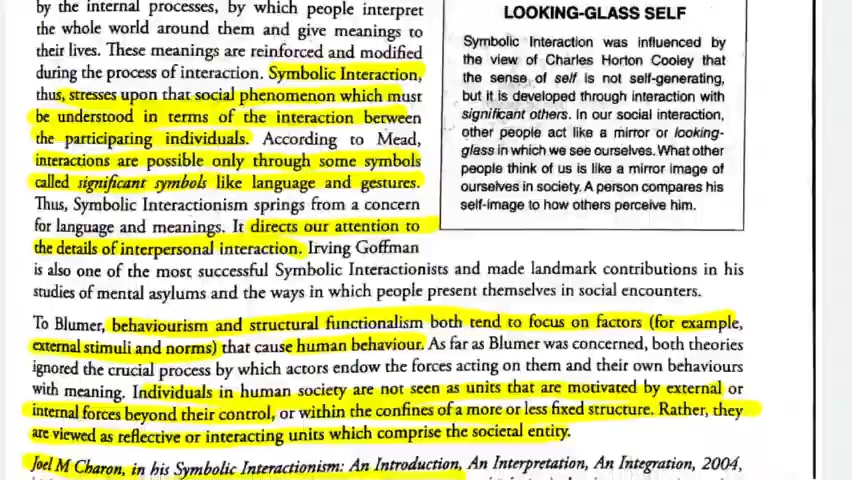 by the internal processes, by which people interpret
the whole world around them and give meanings to
their lives. These meanings are reinforced and modified
during the process of interaction. Symbolic Interaction,
thus, stresses upon that social phenomenon which must
be understood in terms of the interaction between
the participating individuals. According to Mead,
interactions are possible only through some symbols
called significant symbols like language and gestures.
Thus, Symbolic Interactionism springs from a concern
for language and meanings. It directs our attention to
the details of interpersonal interaction. Irving Goffman
is also one of the most successful Symbolic Interactionists and made landmark contributions in his
studies of mental asylums and the ways in which people present themselves in social encounters.
LOOKING-GLASS SELF
Symbolic Interaction was influenced by
the view of Charles Horton Cooley that
the sense of self is not self-generating,
but it is developed through interaction with
significant others. In our social interaction,
other people act like a mirror or looking-
glass in which we see ourselves. What other
people think of us is like a mirror image of
ourselves in society. A person compares his
self-image to how others perceive him.
To Blumer, behaviourism and structural functionalism both tend to focus on factors (for example,
external stimuli and norms) that cause human behaviour. As far as Blumer was concerned, both theories
ignored the crucial process by which actors endow the forces acting on them and their own behaviours
with meaning. Individuals in human society are not seen as units that are motivated by external or
internal forces beyond their control, or within the confines of a more or less fixed structure. Rather, they
are viewed as reflective or interacting units which comprise the societal entity.
Joel M Charon, in his Symbolic Interactionism: An Introduction, An Interpretation, An Integration, 2004,